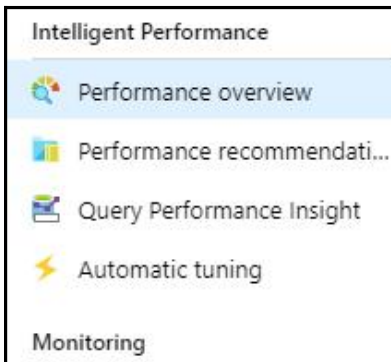 Intelligent Performance
Performance overview
Performance recommendati...
Query Performance Insight
Automatic tuning
Monitoring